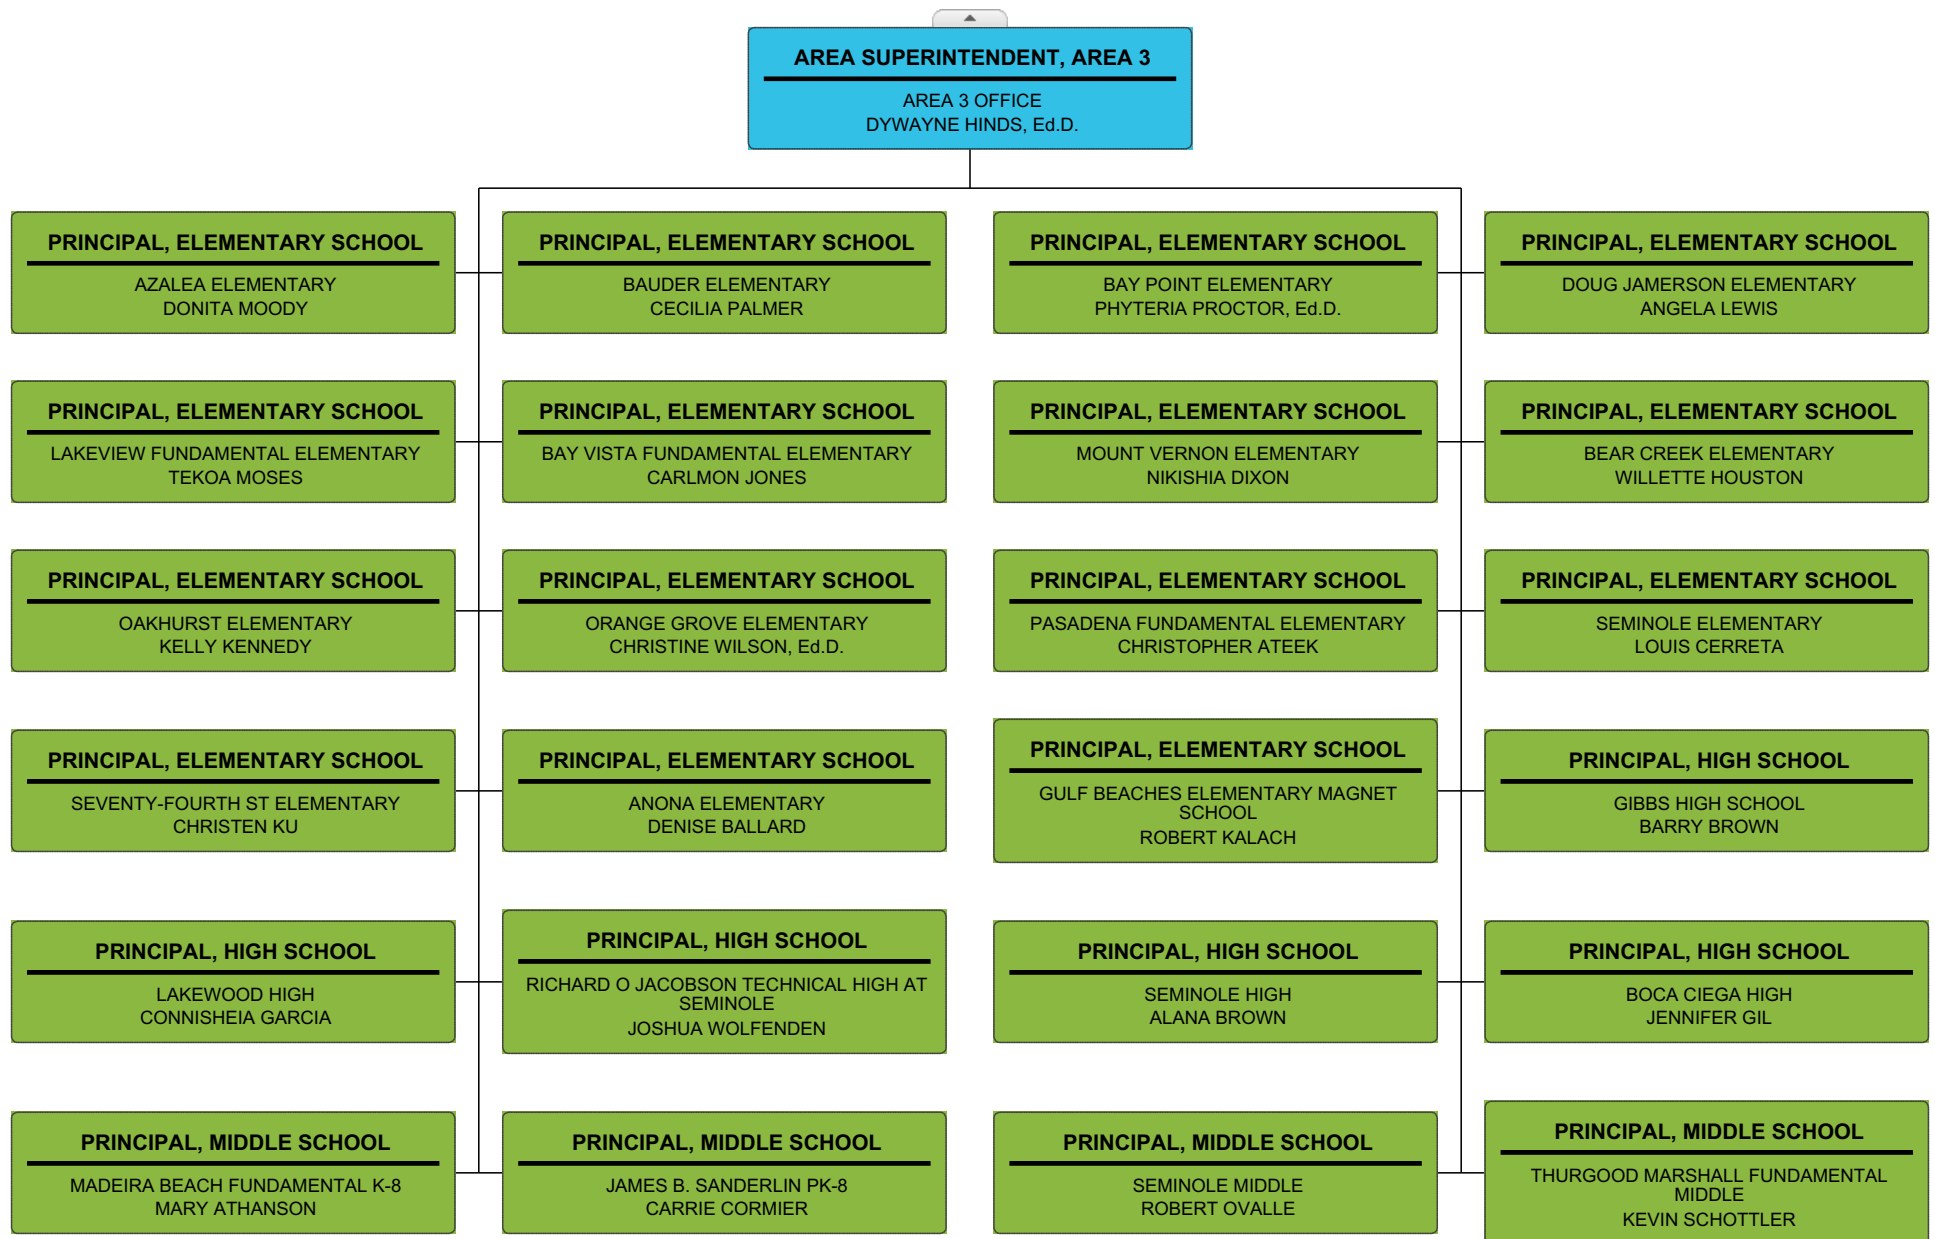 AREA SUPERINTENDENT, AREA 3
AREA 3 OFFICE
DYWAYNE HINDS, Ed.D.
PRINCIPAL, ELEMENTARY SCHOOL
AZALEA ELEMENTARY
DONITA MOODY
PRINCIPAL, ELEMENTARY SCHOOL
BAUDER ELEMENTARY
CECILIA PALMER
PRINCIPAL, ELEMENTARY SCHOOL
BAY POINT ELEMENTARY
PHYTERIA PROCTOR, Ed.D.
PRINCIPAL, ELEMENTARY SCHOOL
DOUG JAMERSON ELEMENTARY
ANGELA LEWIS
PRINCIPAL, ELEMENTARY SCHOOL
LAKEVIEW FUNDAMENTAL ELEMENTARY
TEKOA MOSES
PRINCIPAL, ELEMENTARY SCHOOL
BAY VISTA FUNDAMENTAL ELEMENTARY
CARLMON JONES
PRINCIPAL, ELEMENTARY SCHOOL
MOUNT VERNON ELEMENTARY
NIKISHIA DIXON
PRINCIPAL, ELEMENTARY SCHOOL
BEAR CREEK ELEMENTARY
WILLETTE HOUSTON
PRINCIPAL, ELEMENTARY SCHOOL
OAKHURST ELEMENTARY
KELLY KENNEDY
PRINCIPAL, ELEMENTARY SCHOOL
ORANGE GROVE ELEMENTARY
CHRISTINE WILSON, Ed.D.
PRINCIPAL, ELEMENTARY SCHOOL
PASADENA FUNDAMENTAL ELEMENTARY
CHRISTOPHER ATEEK
PRINCIPAL, ELEMENTARY SCHOOL
SEMINOLE ELEMENTARY
LOUIS CERRETA
PRINCIPAL, ELEMENTARY SCHOOL
SEVENTY-FOURTH ST ELEMENTARY
CHRISTEN KU
PRINCIPAL, ELEMENTARY SCHOOL
ANONA ELEMENTARY
DENISE BALLARD
PRINCIPAL, ELEMENTARY SCHOOL
GULF BEACHES ELEMENTARY MAGNET
SCHOOL
ROBERT KALACH
PRINCIPAL, HIGH SCHOOL
GIBBS HIGH SCHOOL
BARRY BROWN
PRINCIPAL, HIGH SCHOOL
LAKEWOOD HIGH
CONNISHEIA GARCIA
PRINCIPAL, HIGH SCHOOL
RICHARD O JACOBSON TECHNICAL HIGH AT
SEMINOLE
JOSHUA WOLFENDEN
PRINCIPAL, HIGH SCHOOL
SEMINOLE HIGH
ALANA BROWN
PRINCIPAL, HIGH SCHOOL
BOCA CIEGA HIGH
JENNIFER GIL
PRINCIPAL, MIDDLE SCHOOL
MADEIRA BEACH FUNDAMENTAL K-8
MARY ATHANSON
PRINCIPAL, MIDDLE SCHOOL
JAMES B. SANDERLIN PK-8
CARRIE CORMIER
PRINCIPAL, MIDDLE SCHOOL
SEMINOLE MIDDLE
ROBERT OVALLE
PRINCIPAL, MIDDLE SCHOOL
THURGOOD MARSHALL FUNDAMENTAL
MIDDLE
KEVIN SCHOTTLER